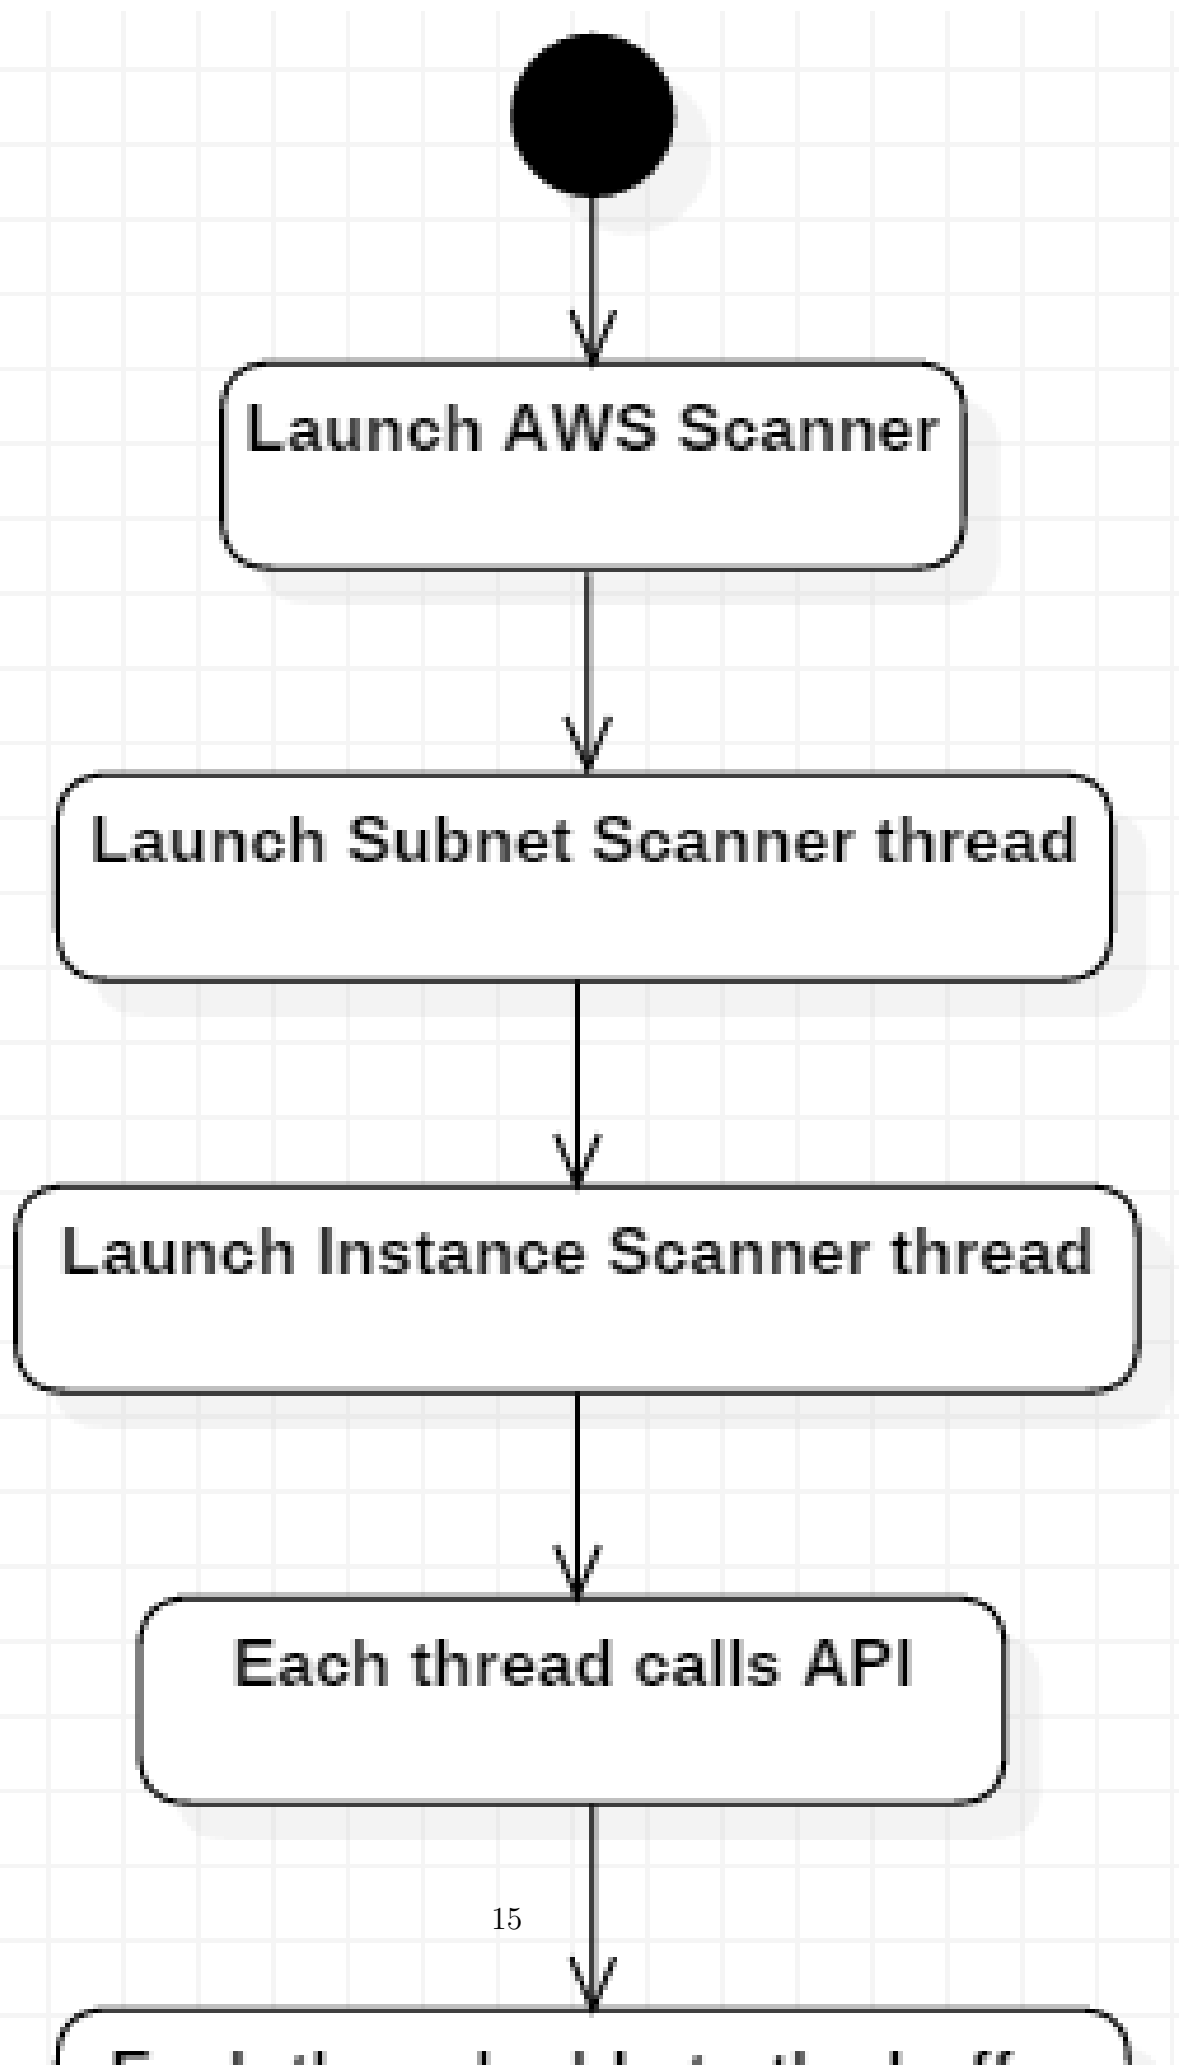 Launch AWS Scanner
Launch Subnet Scanner thread
Launch Instance Scanner thread
Each thread calls API
15